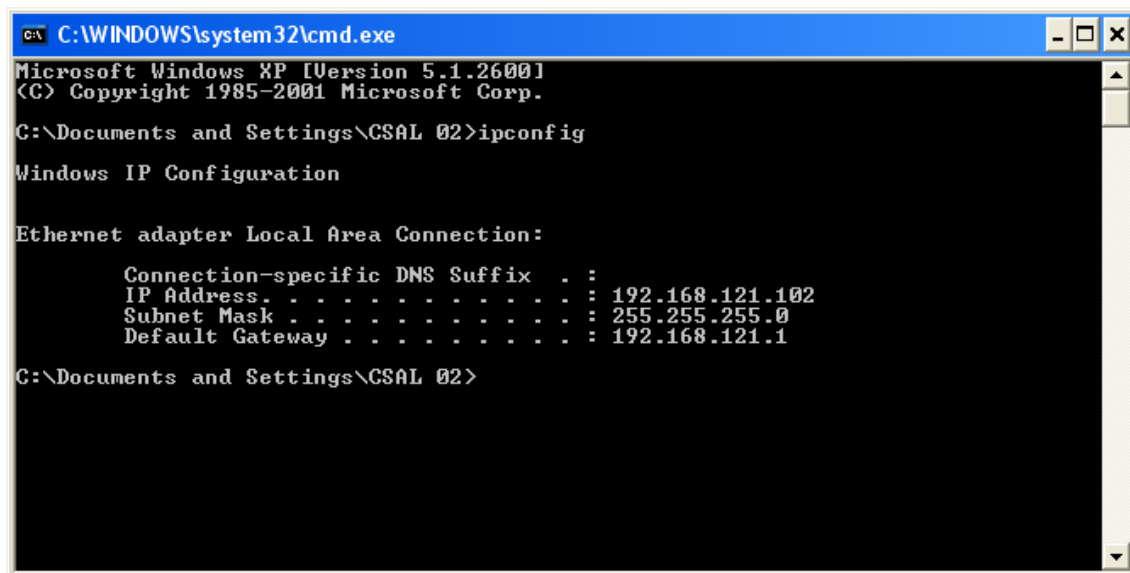 C:\WINDOWS\system32\cmd.exe
Microsoft Windows XP [Version 5.1.2600]
(C) Copyright 1985-2001 Microsoft Corp.
C:\Documents and Settings\CSAL 02>ipconfig
Windows IP Configuration
Ethernet adapter Local Area Connection:
Connection-specific DNS Suffix . :
IP Address. . . . . . . . . . . . : 192.168.121.102
Subnet Mask . . . . . . . . . . . : 255.255.255.0
Default Gateway . . . . . . . . . : 192.168.121.1
C:\Documents and Settings\CSAL 02>